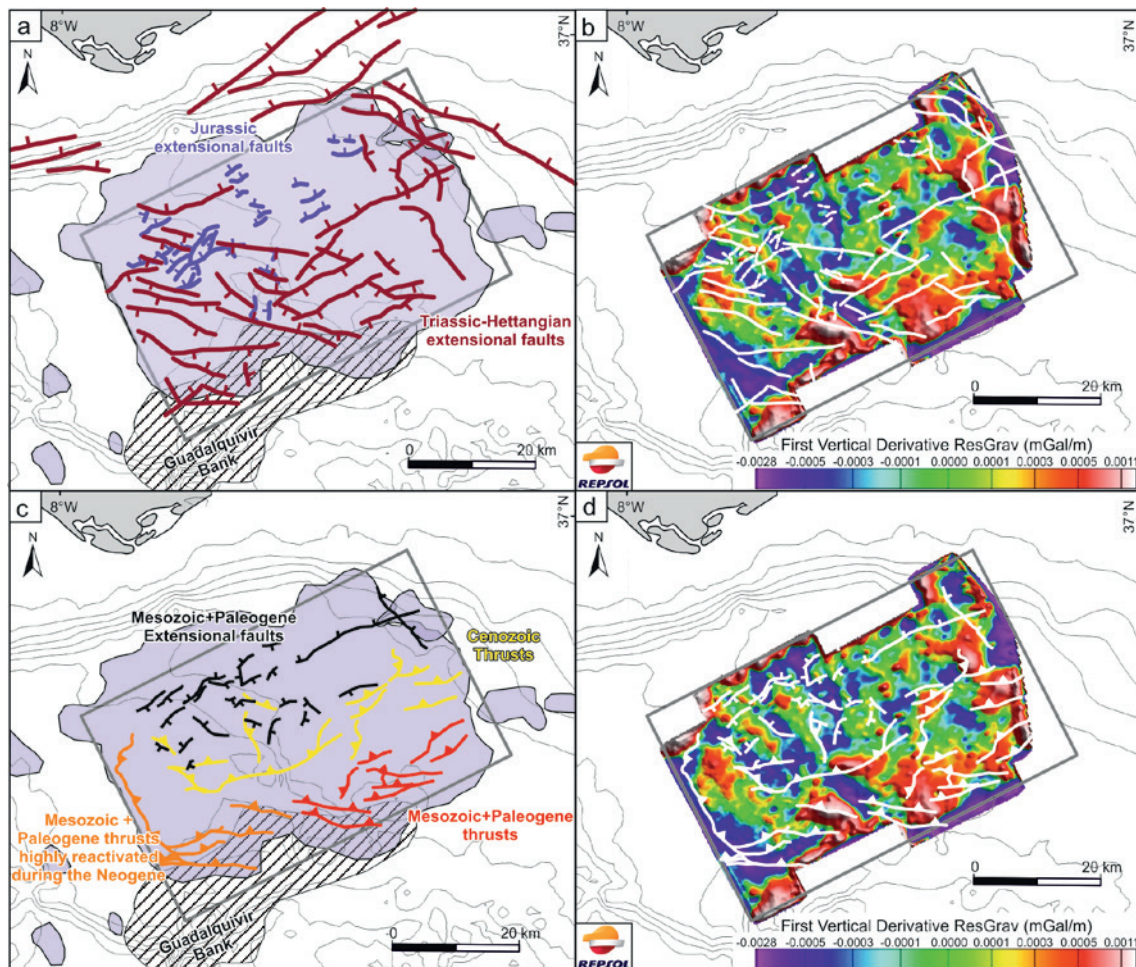 a
8°W
37°N
N
Jurassic
extensional faults
Triassic-Hettangian
extensional faults
Guadalquivir
Bank
0 20 km
b
8°W
37°N
N
0 20 km
REPSOL
First Vertical Derivative ResGrav (mGal/m)
-0.0028 -0.0005 -0.0003 -0.0001 0.0000 0.0001 0.0003 0.0005 0.0011
c
8°W
37°N
N
Mesozoic+Paleogene
Extensional faults
Cenozoic
Thrusts
Mesozoic +
Paleogene thrusts
highly reactivated
during the Neogene
Mesozoic+Paleogene
thrusts
Guadalquivir
Bank
0 20 km
d
8°W
37°N
N
0 20 km
REPSOL
First Vertical Derivative ResGrav (mGal/m)
-0.0028 -0.0005 -0.0003 -0.0001 0.0000 0.0001 0.0003 0.0005 0.0011